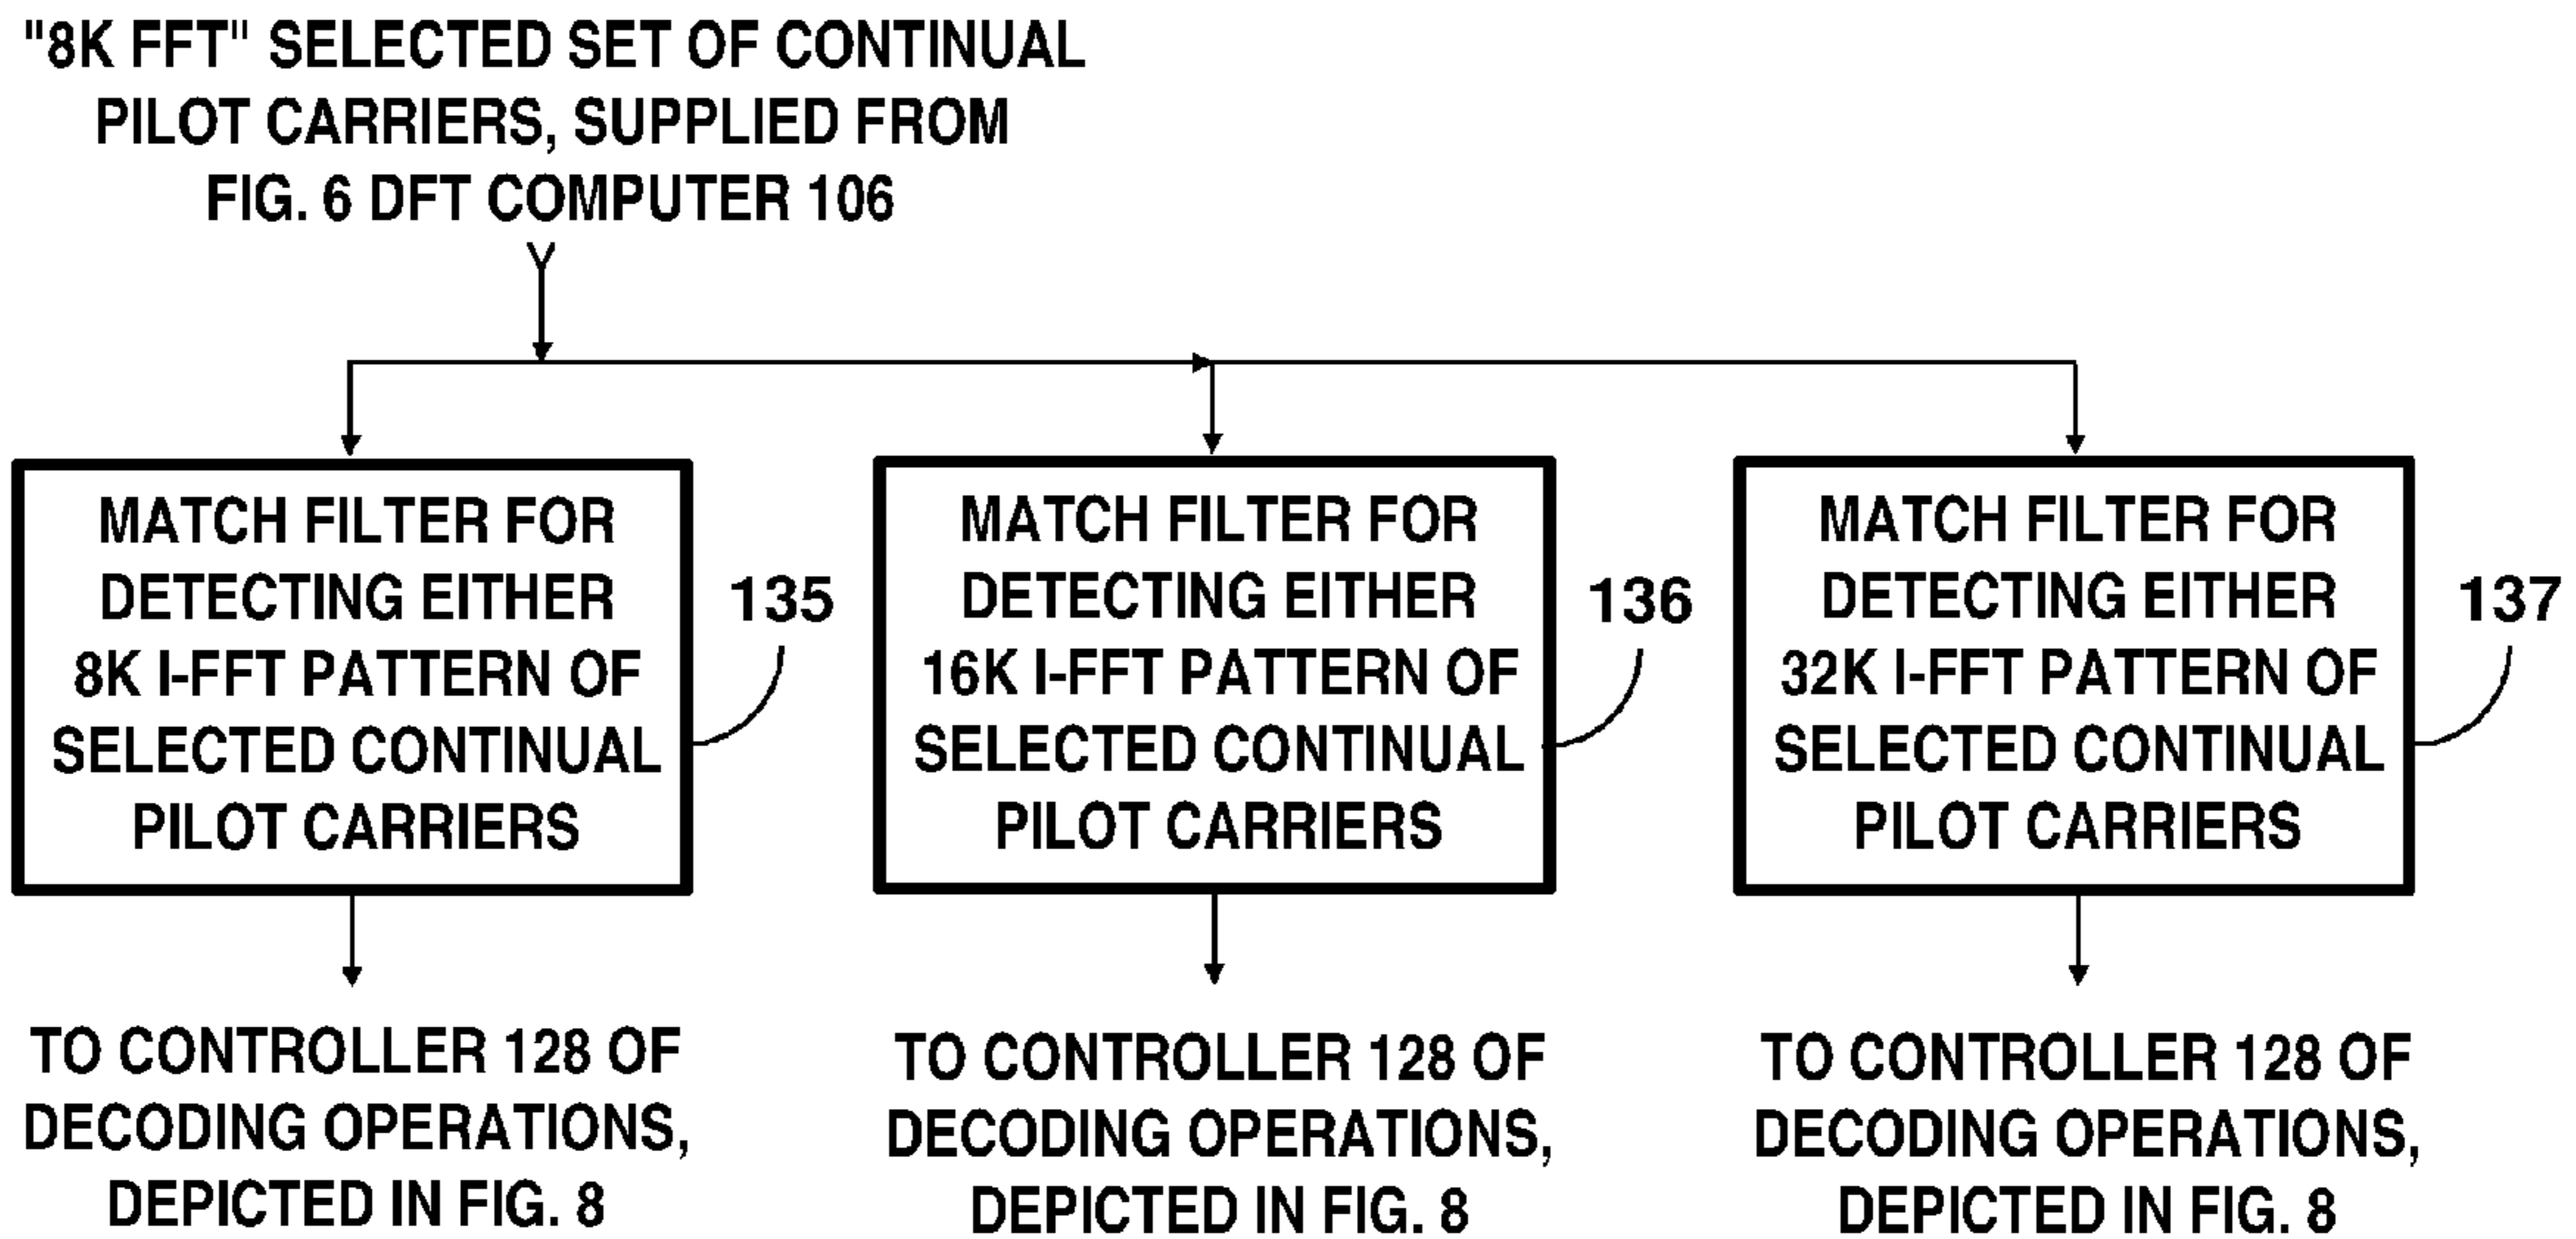 "8K FFT" SELECTED SET OF CONTINUAL
PILOT CARRIERS, SUPPLIED FROM
FIG. 6 DFT COMPUTER 106
MATCH FILTER FOR
DETECTING EITHER
8K I-FFT PATTERN OF
SELECTED CONTINUAL
PILOT CARRIERS
135
MATCH FILTER FOR
DETECTING EITHER
16K I-FFT PATTERN OF
SELECTED CONTINUAL
PILOT CARRIERS
136
MATCH FILTER FOR
DETECTING EITHER
32K I-FFT PATTERN OF
SELECTED CONTINUAL
PILOT CARRIERS
137
TO CONTROLLER 128 OF
DECODING OPERATIONS,
DEPICTED IN FIG. 8
TO CONTROLLER 128 OF
DECODING OPERATIONS,
DEPICTED IN FIG. 8
TO CONTROLLER 128 OF
DECODING OPERATIONS,
DEPICTED IN FIG. 8